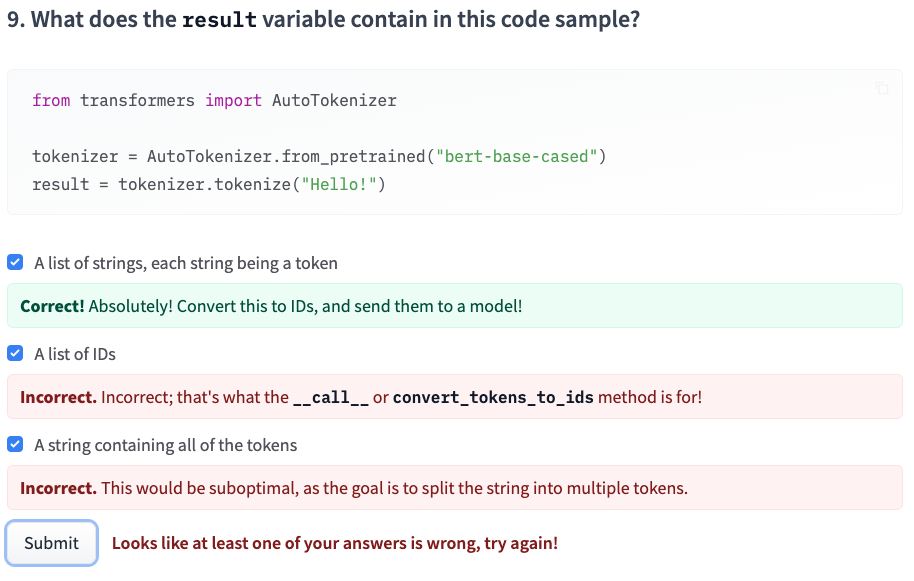 9. What does the result variable contain in this code sample?
from transformers import AutoTokenizer
tokenizer = AutoTokenizer.from_pretrained("bert-base-cased")
result = tokenizer.tokenize("Hello!")
A list of strings, each string being a token
Correct! Absolutely! Convert this to IDs, and send them to a model!
A list of IDs
Incorrect. Incorrect; that's what the __call__ or convert_tokens_to_ids method is for!
A string containing all of the tokens
Incorrect. This would be suboptimal, as the goal is to split the string into multiple tokens.
Submit Looks like at least one of your answers is wrong, try again!